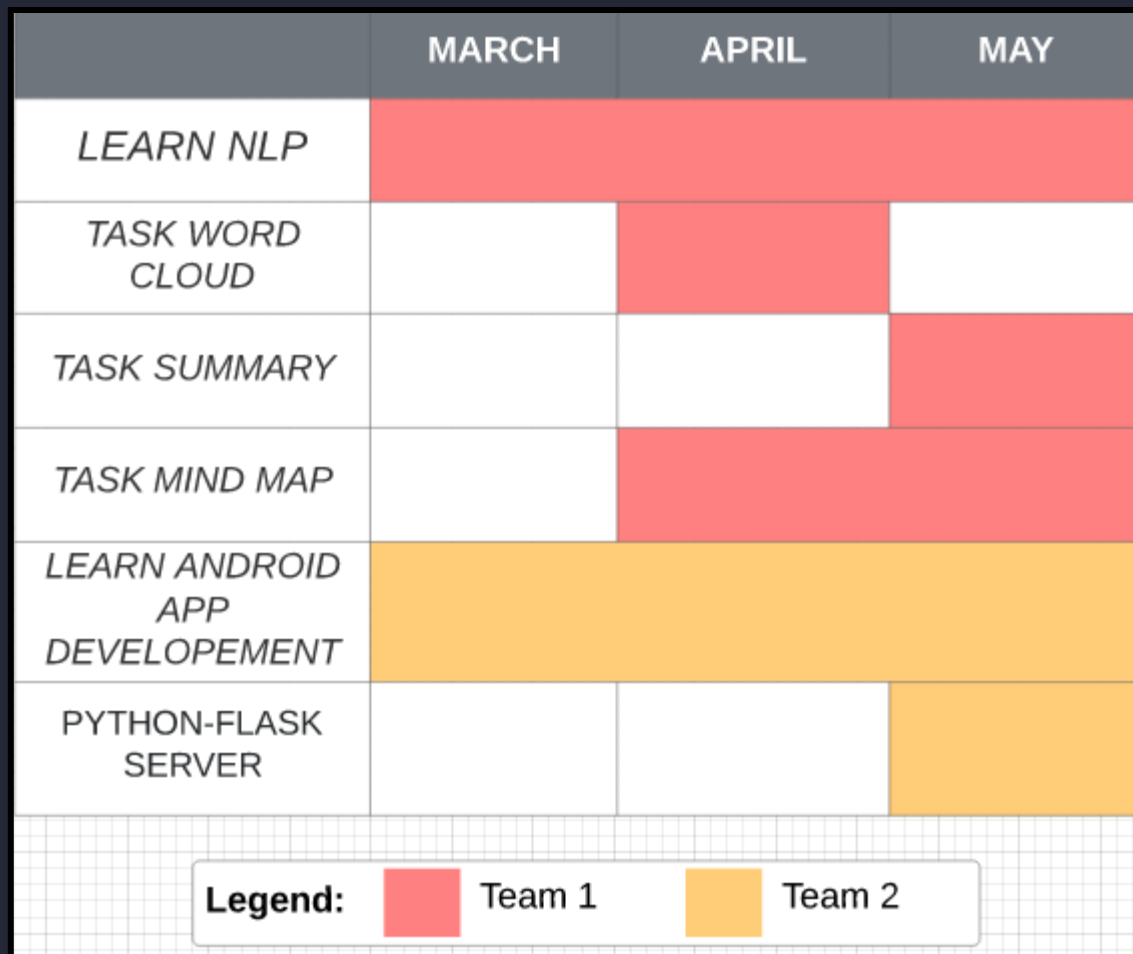 MARCH APRIL MAY
LEARN NLP
TASK WORD
CLOUD
TASK SUMMARY
TASK MIND MAP
LEARN ANDROID
APP
DEVELOPEMENT
PYTHON-FLASK
SERVER
Legend: Team 1 Team 2